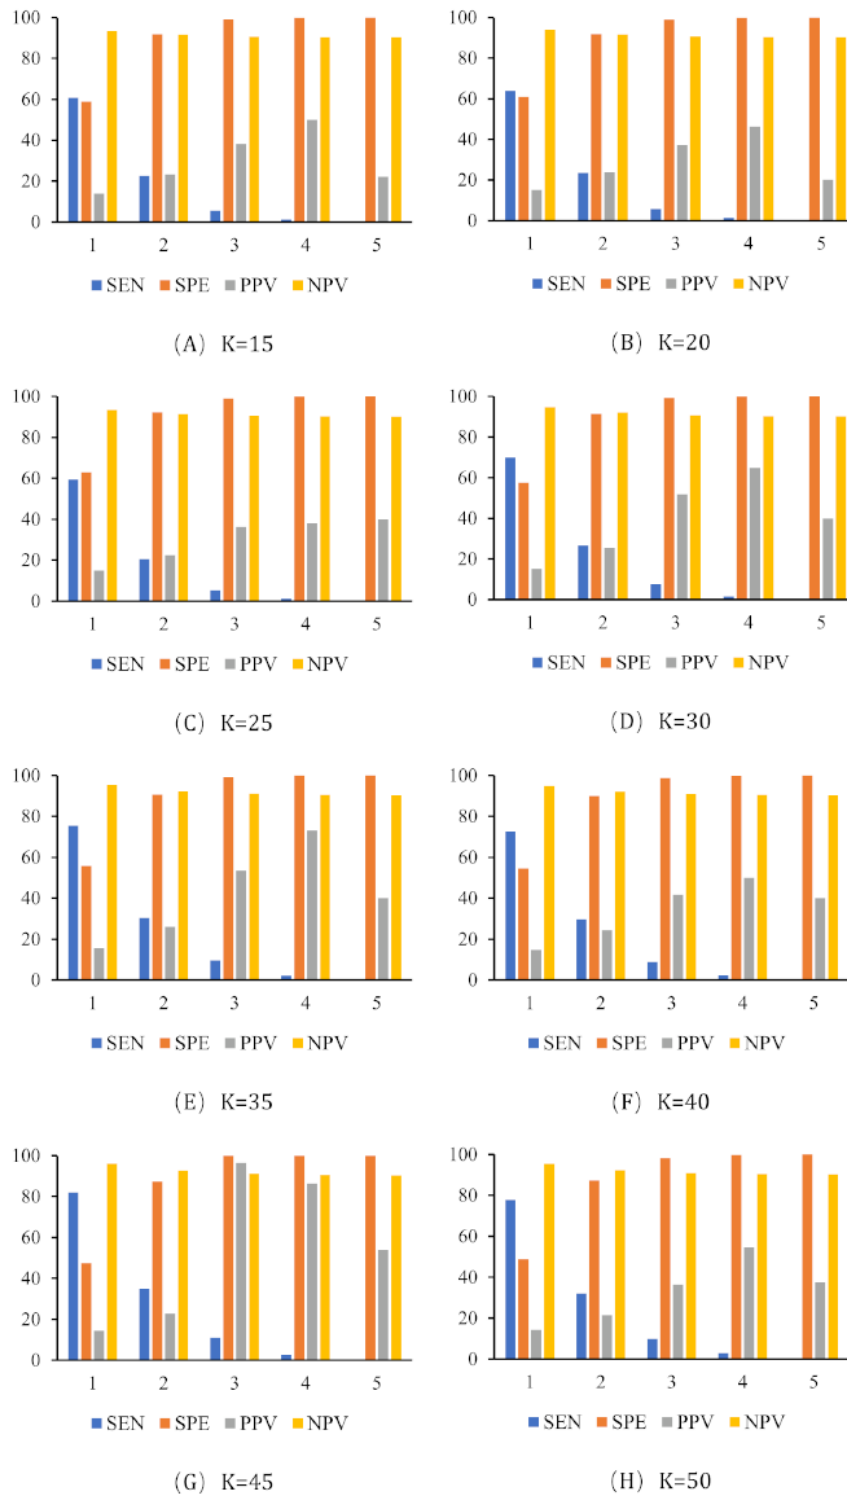 100
80
60
40
20
0
1 2 3 4 5
SEN SPE PPV NPV
(A) K=15
100
80
60
40
20
0
1 2 3 4 5
SEN SPE PPV NPV
(B) K=20
100
80
60
40
20
0
1 2 3 4 5
SEN SPE PPV NPV
(C) K=25
100
80
60
40
20
0
1 2 3 4 5
SEN SPE PPV NPV
(D) K=30
100
80
60
40
20
0
1 2 3 4 5
SEN SPE PPV NPV
(E) K=35
100
80
60
40
20
0
1 2 3 4 5
SEN SPE PPV NPV
(F) K=40
100
80
60
40
20
0
1 2 3 4 5
SEN SPE PPV NPV
(G) K=45
100
80
60
40
20
0
1 2 3 4 5
SEN SPE PPV NPV
(H) K=50